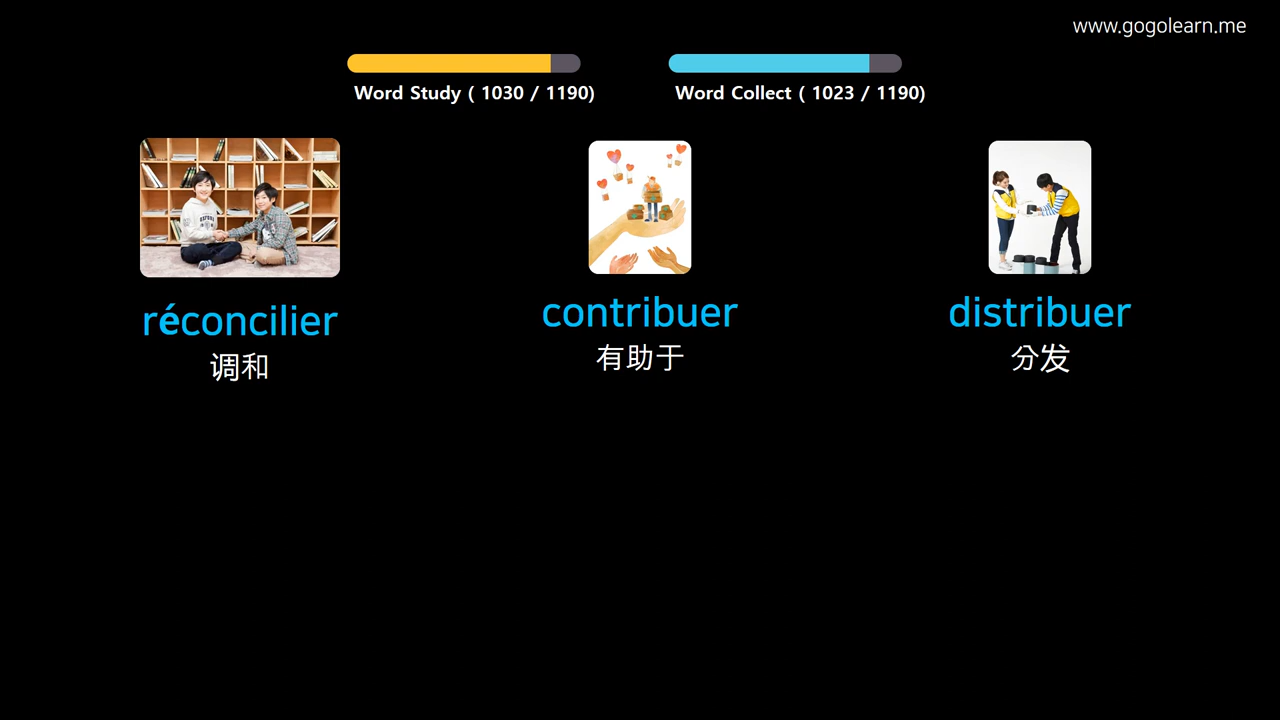 www.gogolearn.me
Word Study ( 1030 / 1190)
Word Collect ( 1023 / 1190)
réconcilier
调和
contribuer
有助于
distribuer
分发